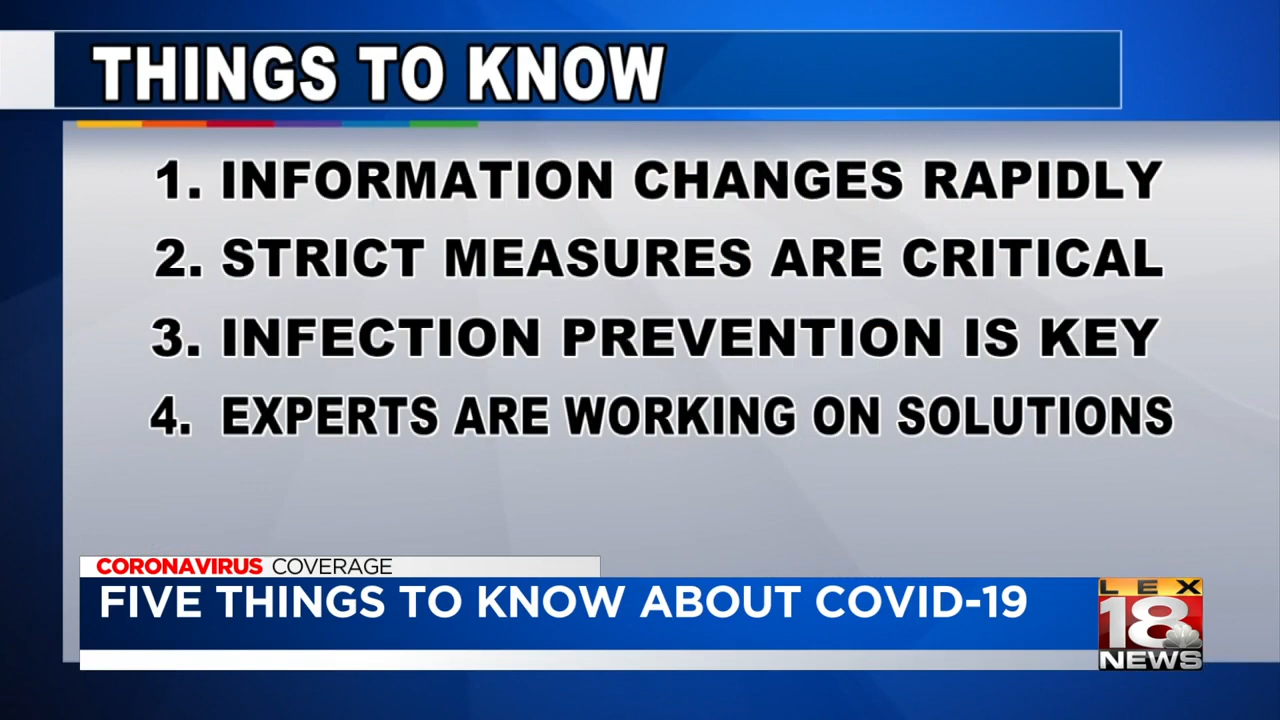 THINGS TO KNOW
1. INFORMATION CHANGES RAPIDLY
2. STRICT MEASURES ARE CRITICAL
3. INFECTION PREVENTION IS KEY
4. EXPERTS ARE WORKING ON SOLUTIONS
CORONAVIRUS COVERAGE
FIVE THINGS TO KNOW ABOUT COVID-19
LEX
18
NEWS